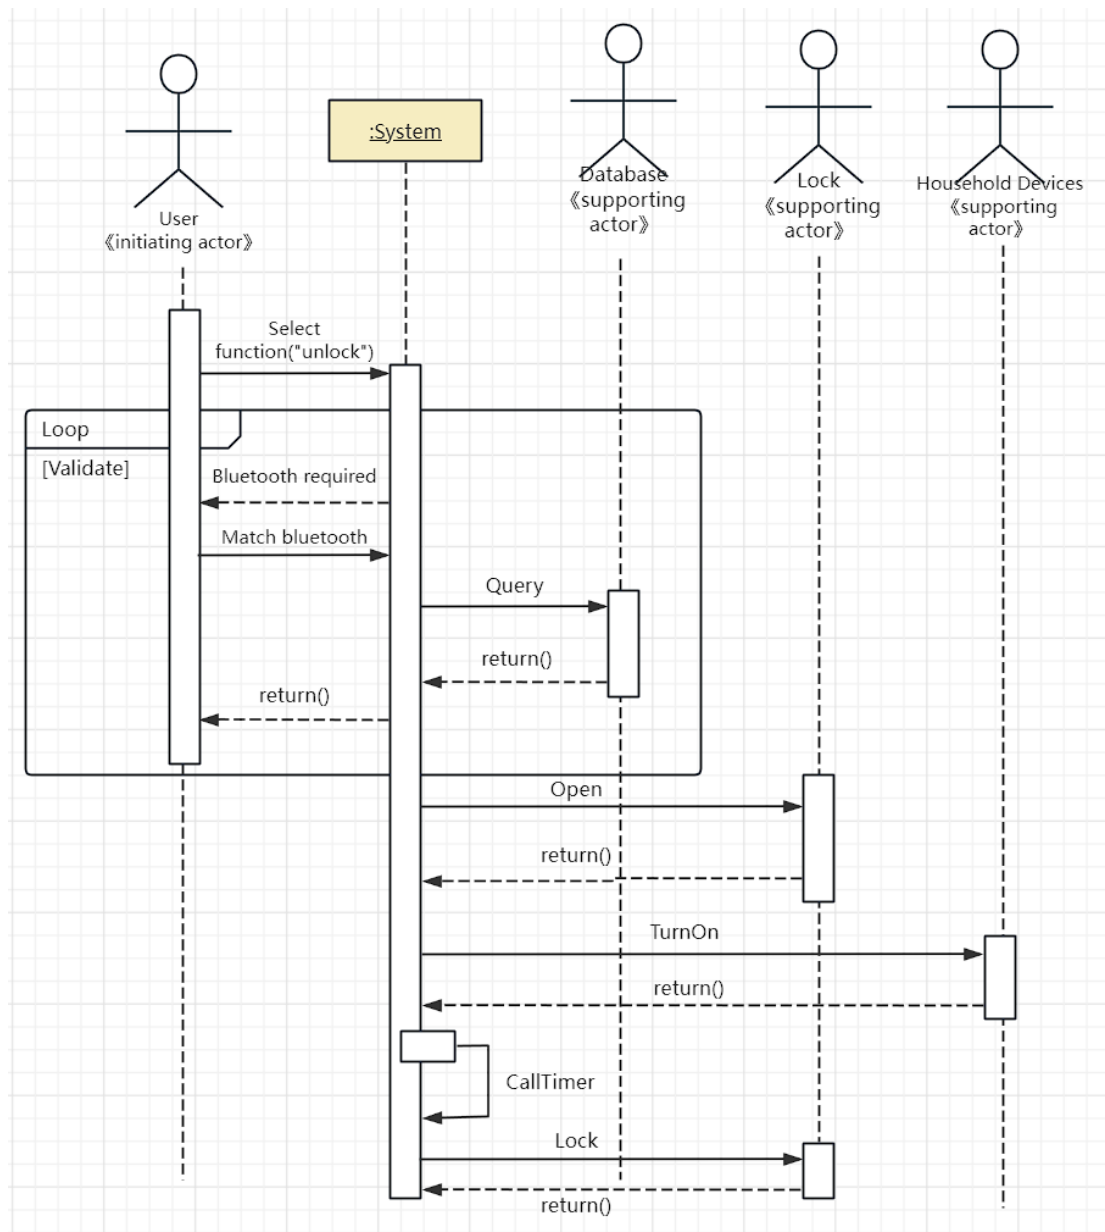 :System
Database
《supporting
actor》
Lock
《supporting
actor》
Household Devices
《supporting
actor》
User
《initiating actor》
Select
function("unlock")
Loop
[Validate]
Bluetooth required
Match bluetooth
Query
return()
return()
Open
return()
TurnOn
return()
CallTimer
Lock
return()